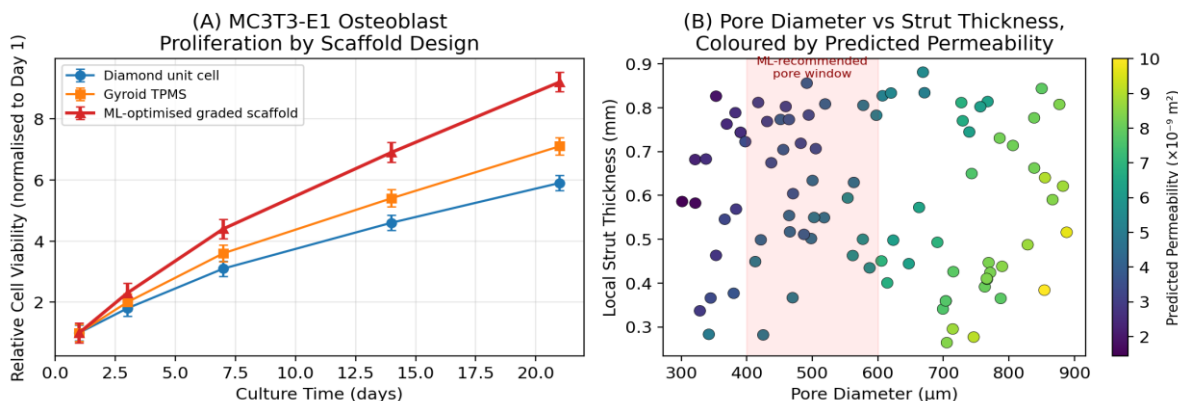 (A) MC3T3-E1 Osteoblast
Proliferation by Scaffold Design
Relative Cell Viability (normalised to Day 1)
8
6
4
2
Diamond unit cell
Gyroid TPMS
ML-optimised graded scaffold
0.0 2.5 5.0 7.5 10.0 12.5 15.0 17.5 20.0
Culture Time (days)
(B) Pore Diameter vs Strut Thickness,
Coloured by Predicted Permeability
ML-recommended
pore window
Local Strut Thickness (mm)
0.9
0.8
0.7
0.6
0.5
0.4
0.3
300 400 500 600 700 800 900
Pore Diameter (μm)
10
9
8
7
6
5
4
3
2
Predicted Permeability (×10⁻⁹ m²)